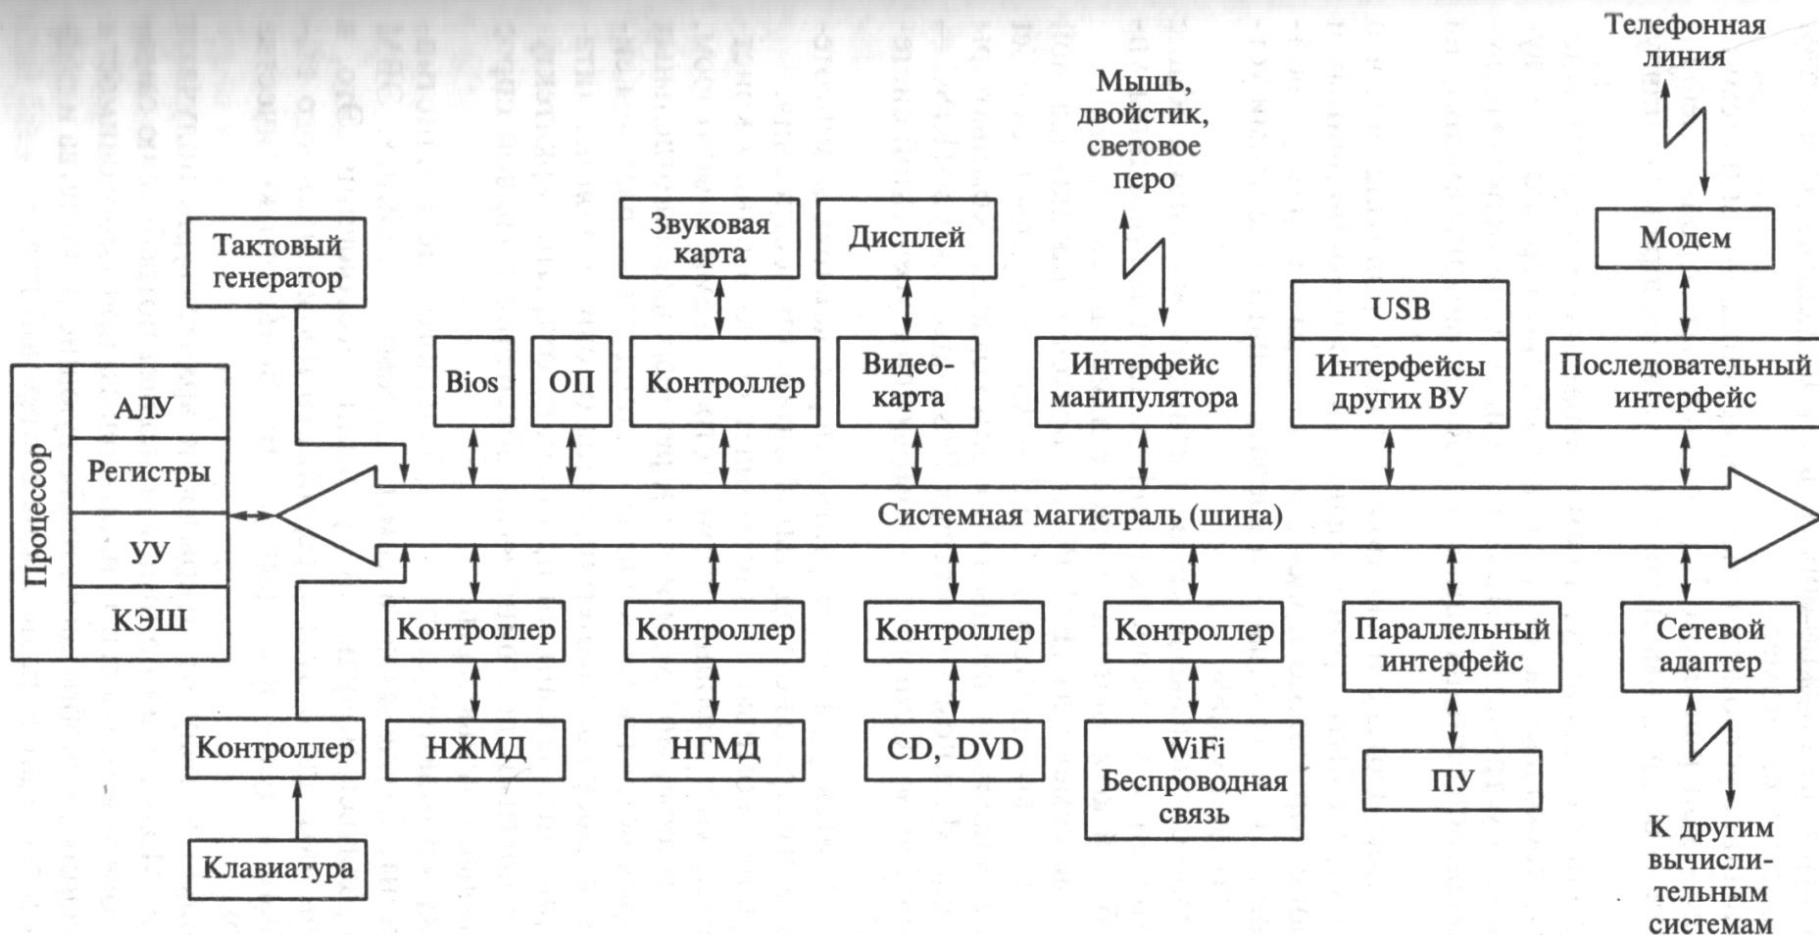 Телефонная
линия
Мышь,
двойстик,
световое
перо
Тактовый
генератор
Звуковая
карта
Дисплей
Модем
USB
Bios
ОП
Контроллер
Видео-
карта
Интерфейс
манипулятора
Интерфейсы
других ВУ
Последовательный
интерфейс
Процессор
АЛУ
Регистры
УУ
КЭШ
Системная магистраль (шина)
Контроллер
Контроллер
Контроллер
Контроллер
Параллельный
интерфейс
Сетевой
адаптер
Контроллер
НЖМД
НГМД
CD, DVD
WiFi
Беспроводная
связь
ПУ
Клавиатура
К другим
вычисли-
тельным
системам